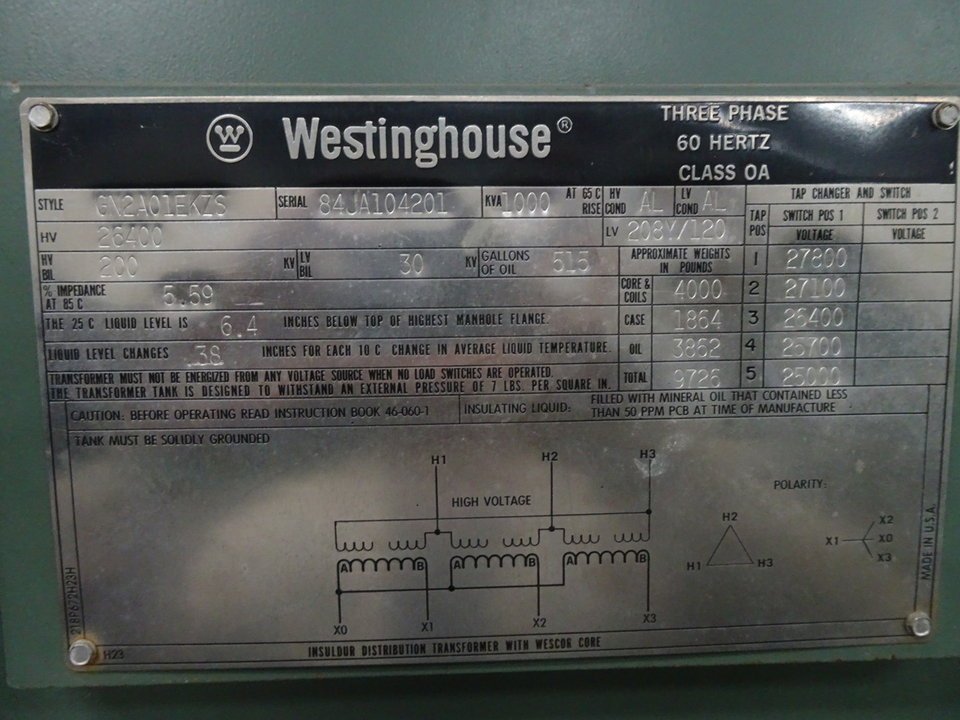 W Westinghouse®
THREE PHASE
60 HERTZ
CLASS OA
STYLE GN2A01EKZS SERIAL 84JA104201 KVA 1000 AT 65 C RISE HV COND AL LV COND AL
HV 26400 LV 208Y/120
HV BIL 200 KV LV BIL 30 KV GALLONS OF OIL 515
% IMPEDANCE AT 85 C 5.59
THE 25 C LIQUID LEVEL IS 6.4 INCHES BELOW TOP OF HIGHEST MANHOLE FLANGE.
LIQUID LEVEL CHANGES .38 INCHES FOR EACH 10 C CHANGE IN AVERAGE LIQUID TEMPERATURE.
TRANSFORMER MUST NOT BE ENERGIZED FROM ANY VOLTAGE SOURCE WHEN NO LOAD SWITCHES ARE OPERATED.
THE TRANSFORMER TANK IS DESIGNED TO WITHSTAND AN EXTERNAL PRESSURE OF 7 LBS. PER SQUARE IN.
APPROXIMATE WEIGHTS IN POUNDS
CORE & COILS 4000
CASE 1864
OIL 3862
TOTAL 9726
TAP CHANGER AND SWITCH
TAP POS SWITCH POS 1 SWITCH POS 2
VOLTAGE VOLTAGE
1 27800
2 27100
3 26400
4 25700
5 25000
CAUTION: BEFORE OPERATING READ INSTRUCTION BOOK 46-060-1
INSULATING LIQUID: FILLED WITH MINERAL OIL THAT CONTAINED LESS
THAN 50 PPM PCB AT TIME OF MANUFACTURE
TANK MUST BE SOLIDLY GROUNDED
H1 H2 H3
HIGH VOLTAGE
A B A B A B
X0 X1 X2 X3
POLARITY:
H2
H1 H3
X2
X1 X0
X3
MADE IN U.S.A.
218P672H23H
H23
INSULDUR DISTRIBUTION TRANSFORMER WITH WESCOR CORE